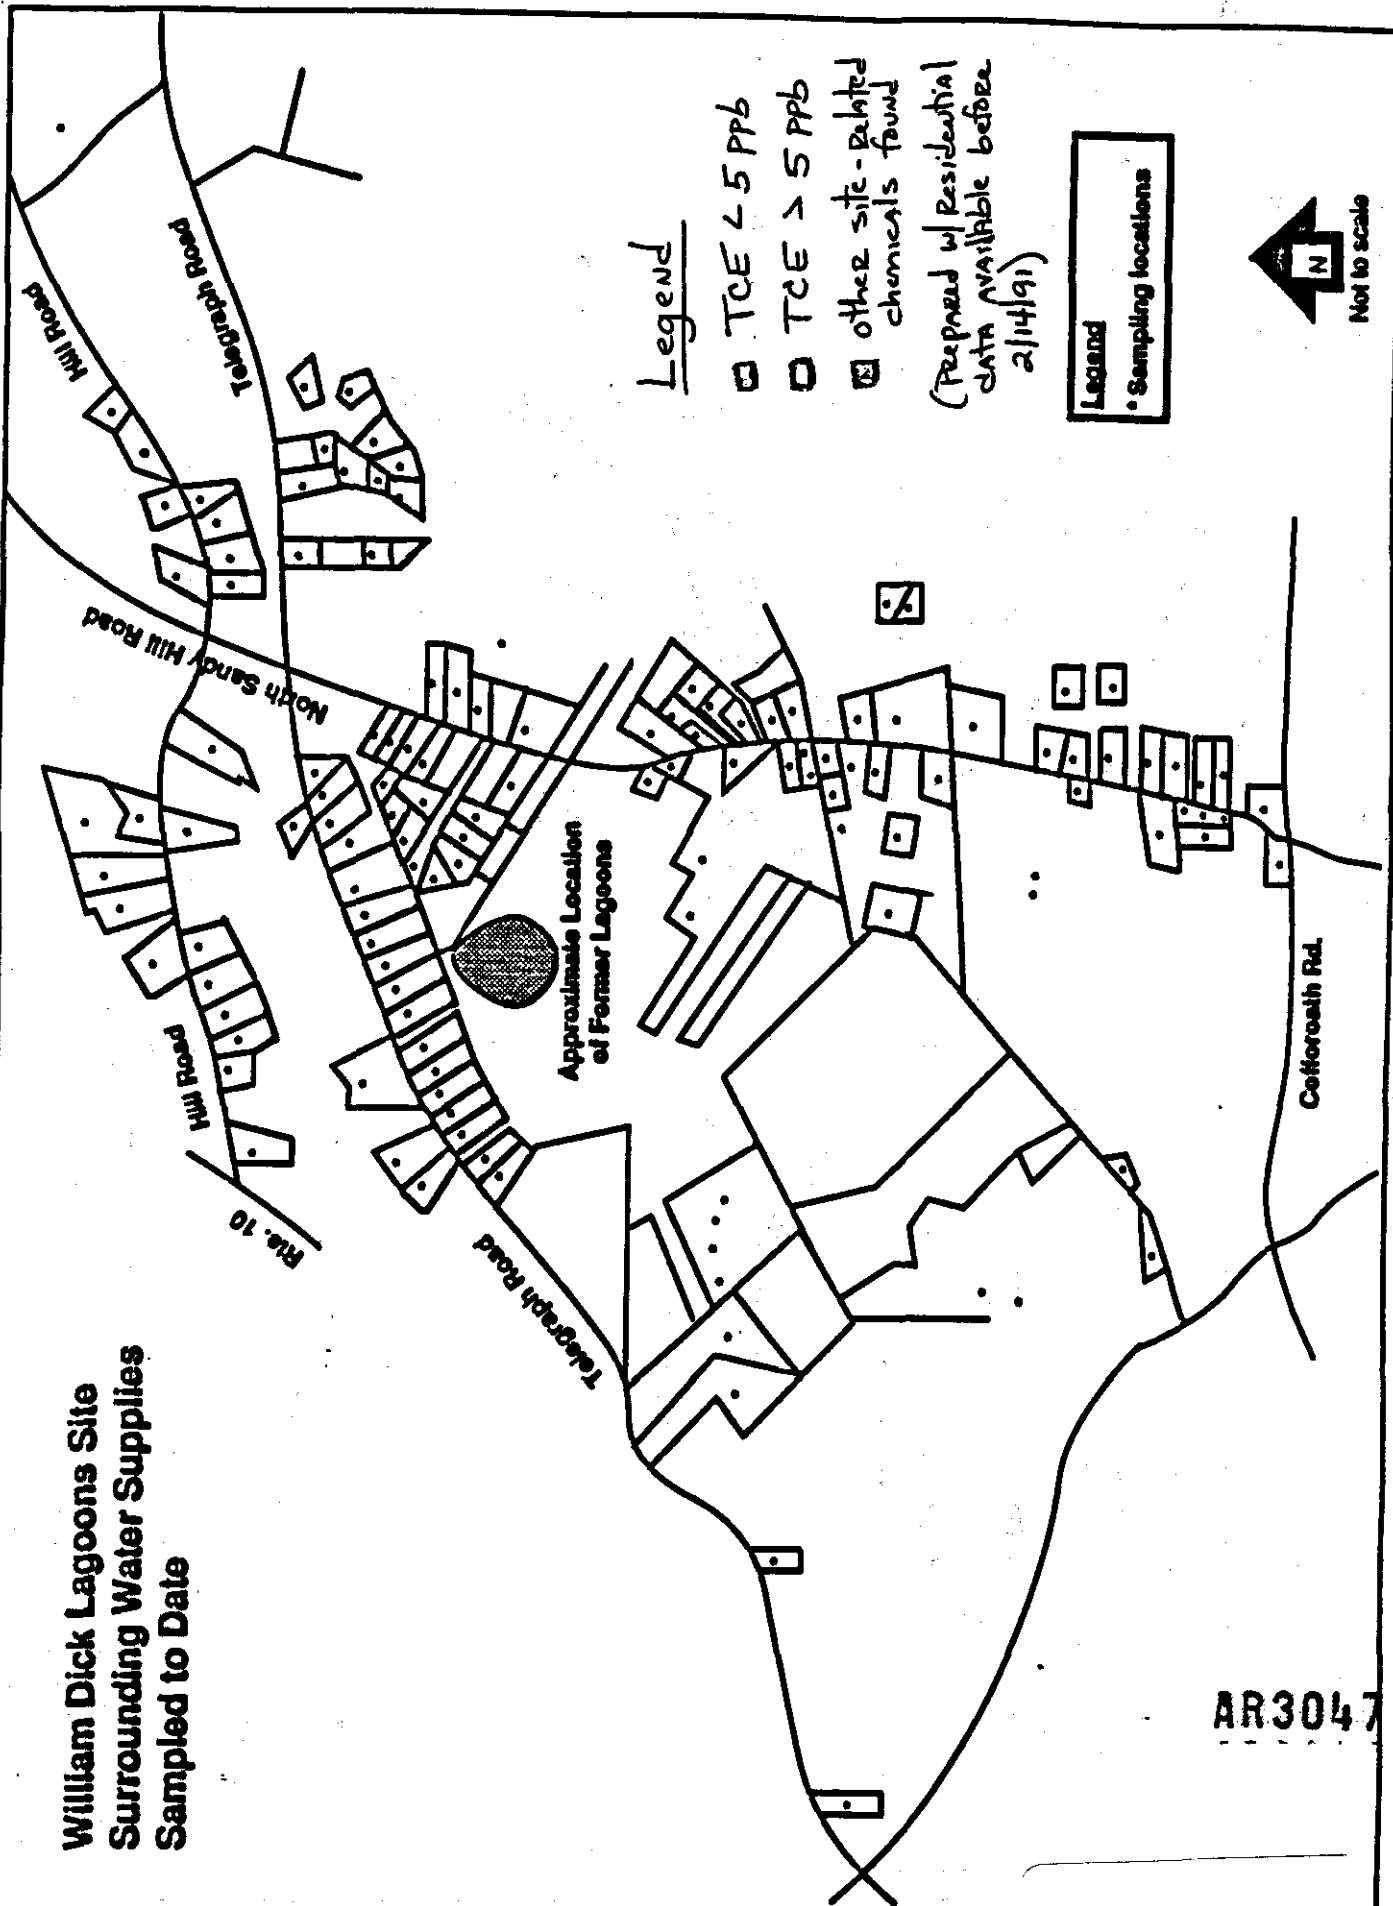 William Dick Lagoons Site
Surrounding Water Supplies
Sampled to Date
Rte. 10
Hill Road
Hill Road
Telegraph Road
North Sandy Hill Road
Telegraph Road
Approximate Location
of Former Lagoons
Cofforoath Rd.
Legend
TCE < 5 PPb
TCE > 5 PPb
other site-Related
chemicals found
(Prepared w/ Residential
data available before
2/14/91)
Legend
* Sampling locations
N
Not to scale
AR3047